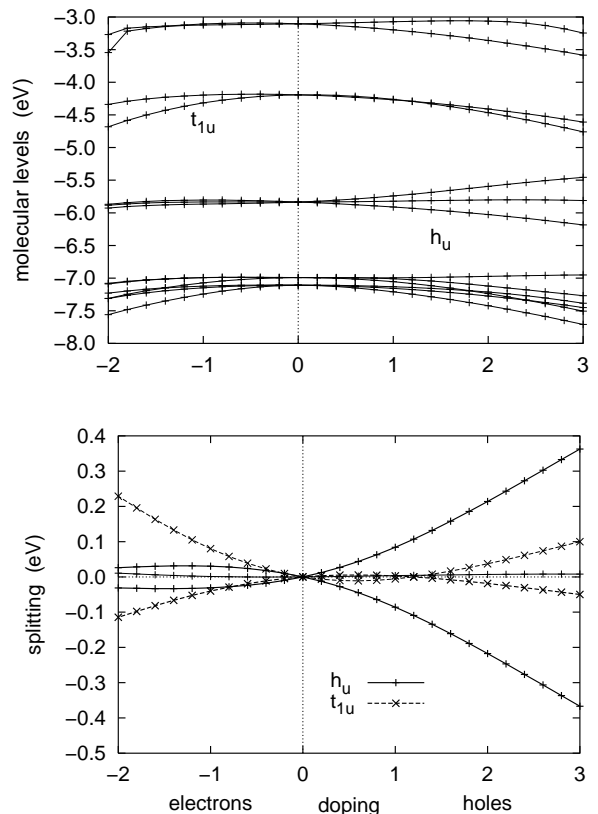 molecular levels (eV)
−3.0
−3.5
−4.0
−4.5
−5.0
−5.5
−6.0
−6.5
−7.0
−7.5
−8.0
t1u
hu
−2 −1 0 1 2 3
splitting (eV)
0.4
0.3
0.2
0.1
0.0
−0.1
−0.2
−0.3
−0.4
−0.5
hu
t1u
−2 −1 0 1 2 3
electrons doping holes